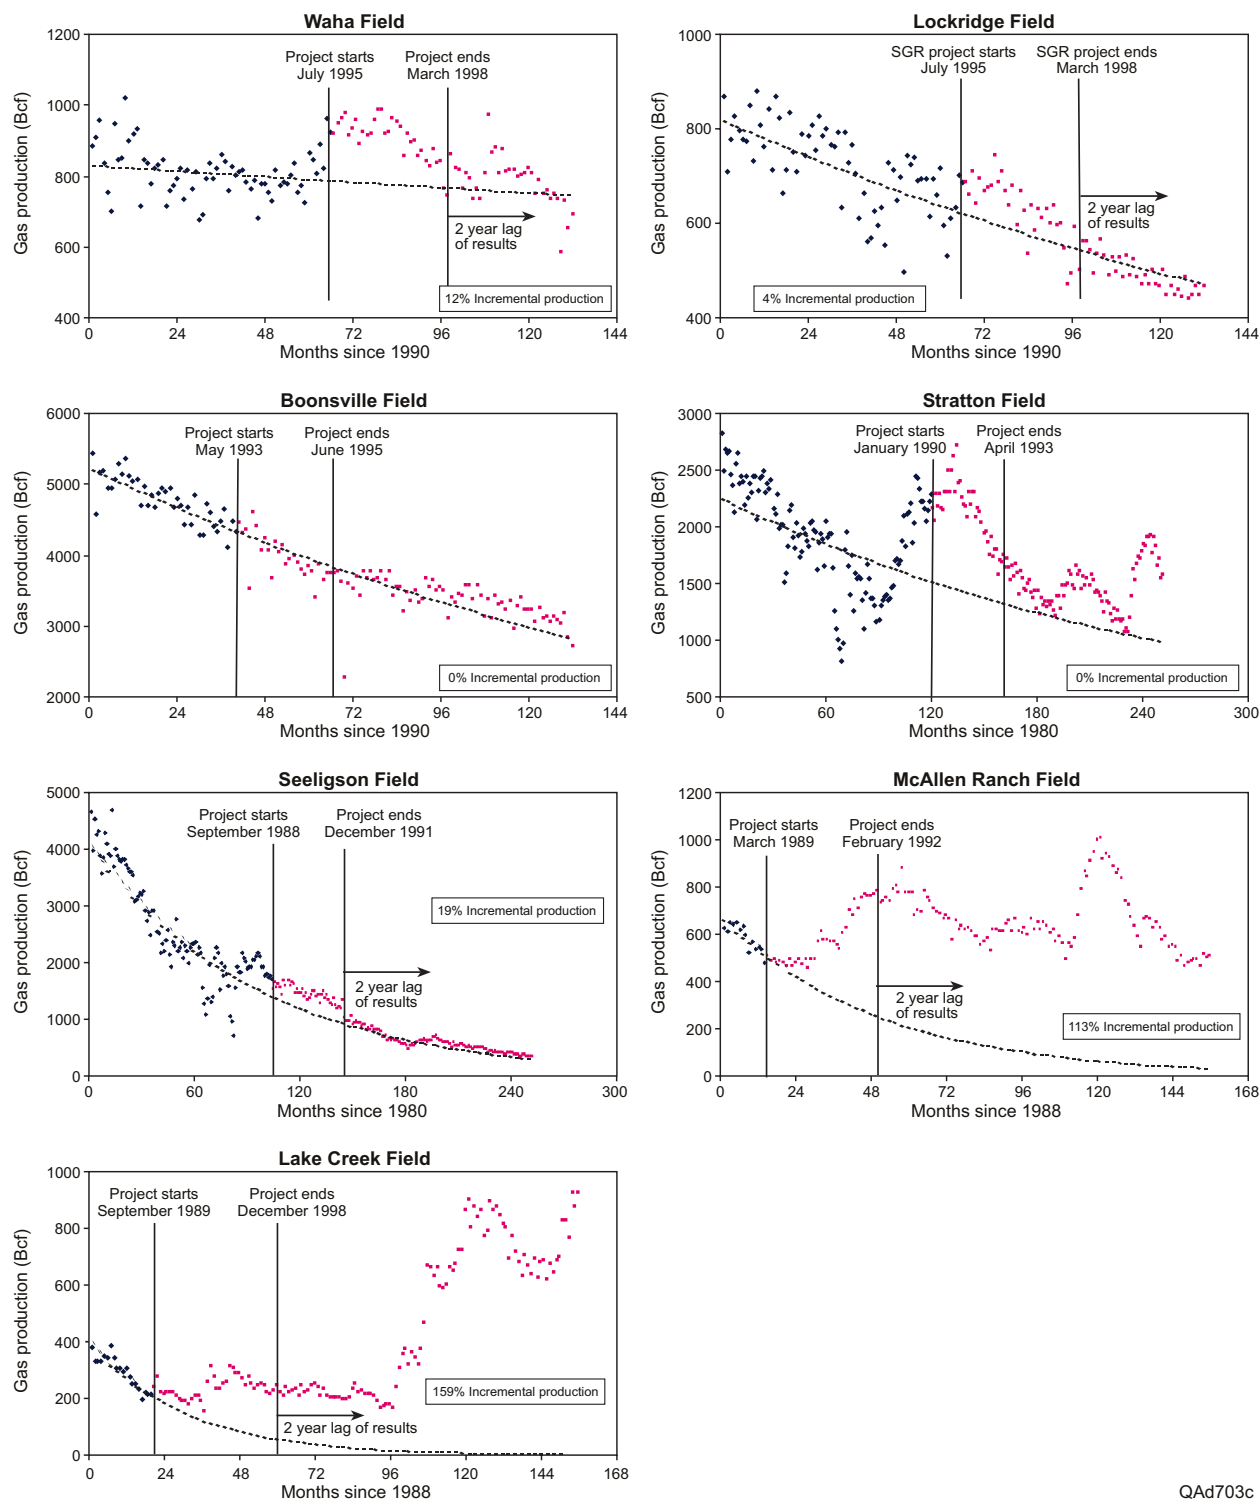 Waha Field
Gas production (Bcf)
1200
1000
800
600
400
Project starts
July 1995
Project ends
March 1998
2 year lag
of results
12% Incremental production
0 24 48 72 96 120 144
Months since 1990
Lockridge Field
Gas production (Bcf)
1000
800
600
400
SGR project starts
July 1995
SGR project ends
March 1998
2 year lag
of results
4% Incremental production
0 24 48 72 96 120 144
Months since 1990
Boonsville Field
Gas production (Bcf)
6000
5000
4000
3000
2000
Project starts
May 1993
Project ends
June 1995
0% Incremental production
0 24 48 72 96 120 144
Months since 1990
Stratton Field
Gas production (Bcf)
3000
2500
2000
1500
1000
500
Project starts
January 1990
Project ends
April 1993
0% Incremental production
0 60 120 180 240 300
Months since 1980
Seeligson Field
Gas production (Bcf)
5000
4000
3000
2000
1000
0
Project starts
September 1988
Project ends
December 1991
19% Incremental production
2 year lag
of results
0 60 120 180 240 300
Months since 1980
McAllen Ranch Field
Gas production (Bcf)
1200
1000
800
600
400
200
0
Project starts
March 1989
Project ends
February 1992
2 year lag
of results
113% Incremental production
0 24 48 72 96 120 144 168
Months since 1988
Lake Creek Field
Gas production (Bcf)
1000
800
600
400
200
0
Project starts
September 1989
Project ends
December 1998
159% Incremental production
2 year lag of results
0 24 48 72 96 120 144 168
Months since 1988
QAd703c